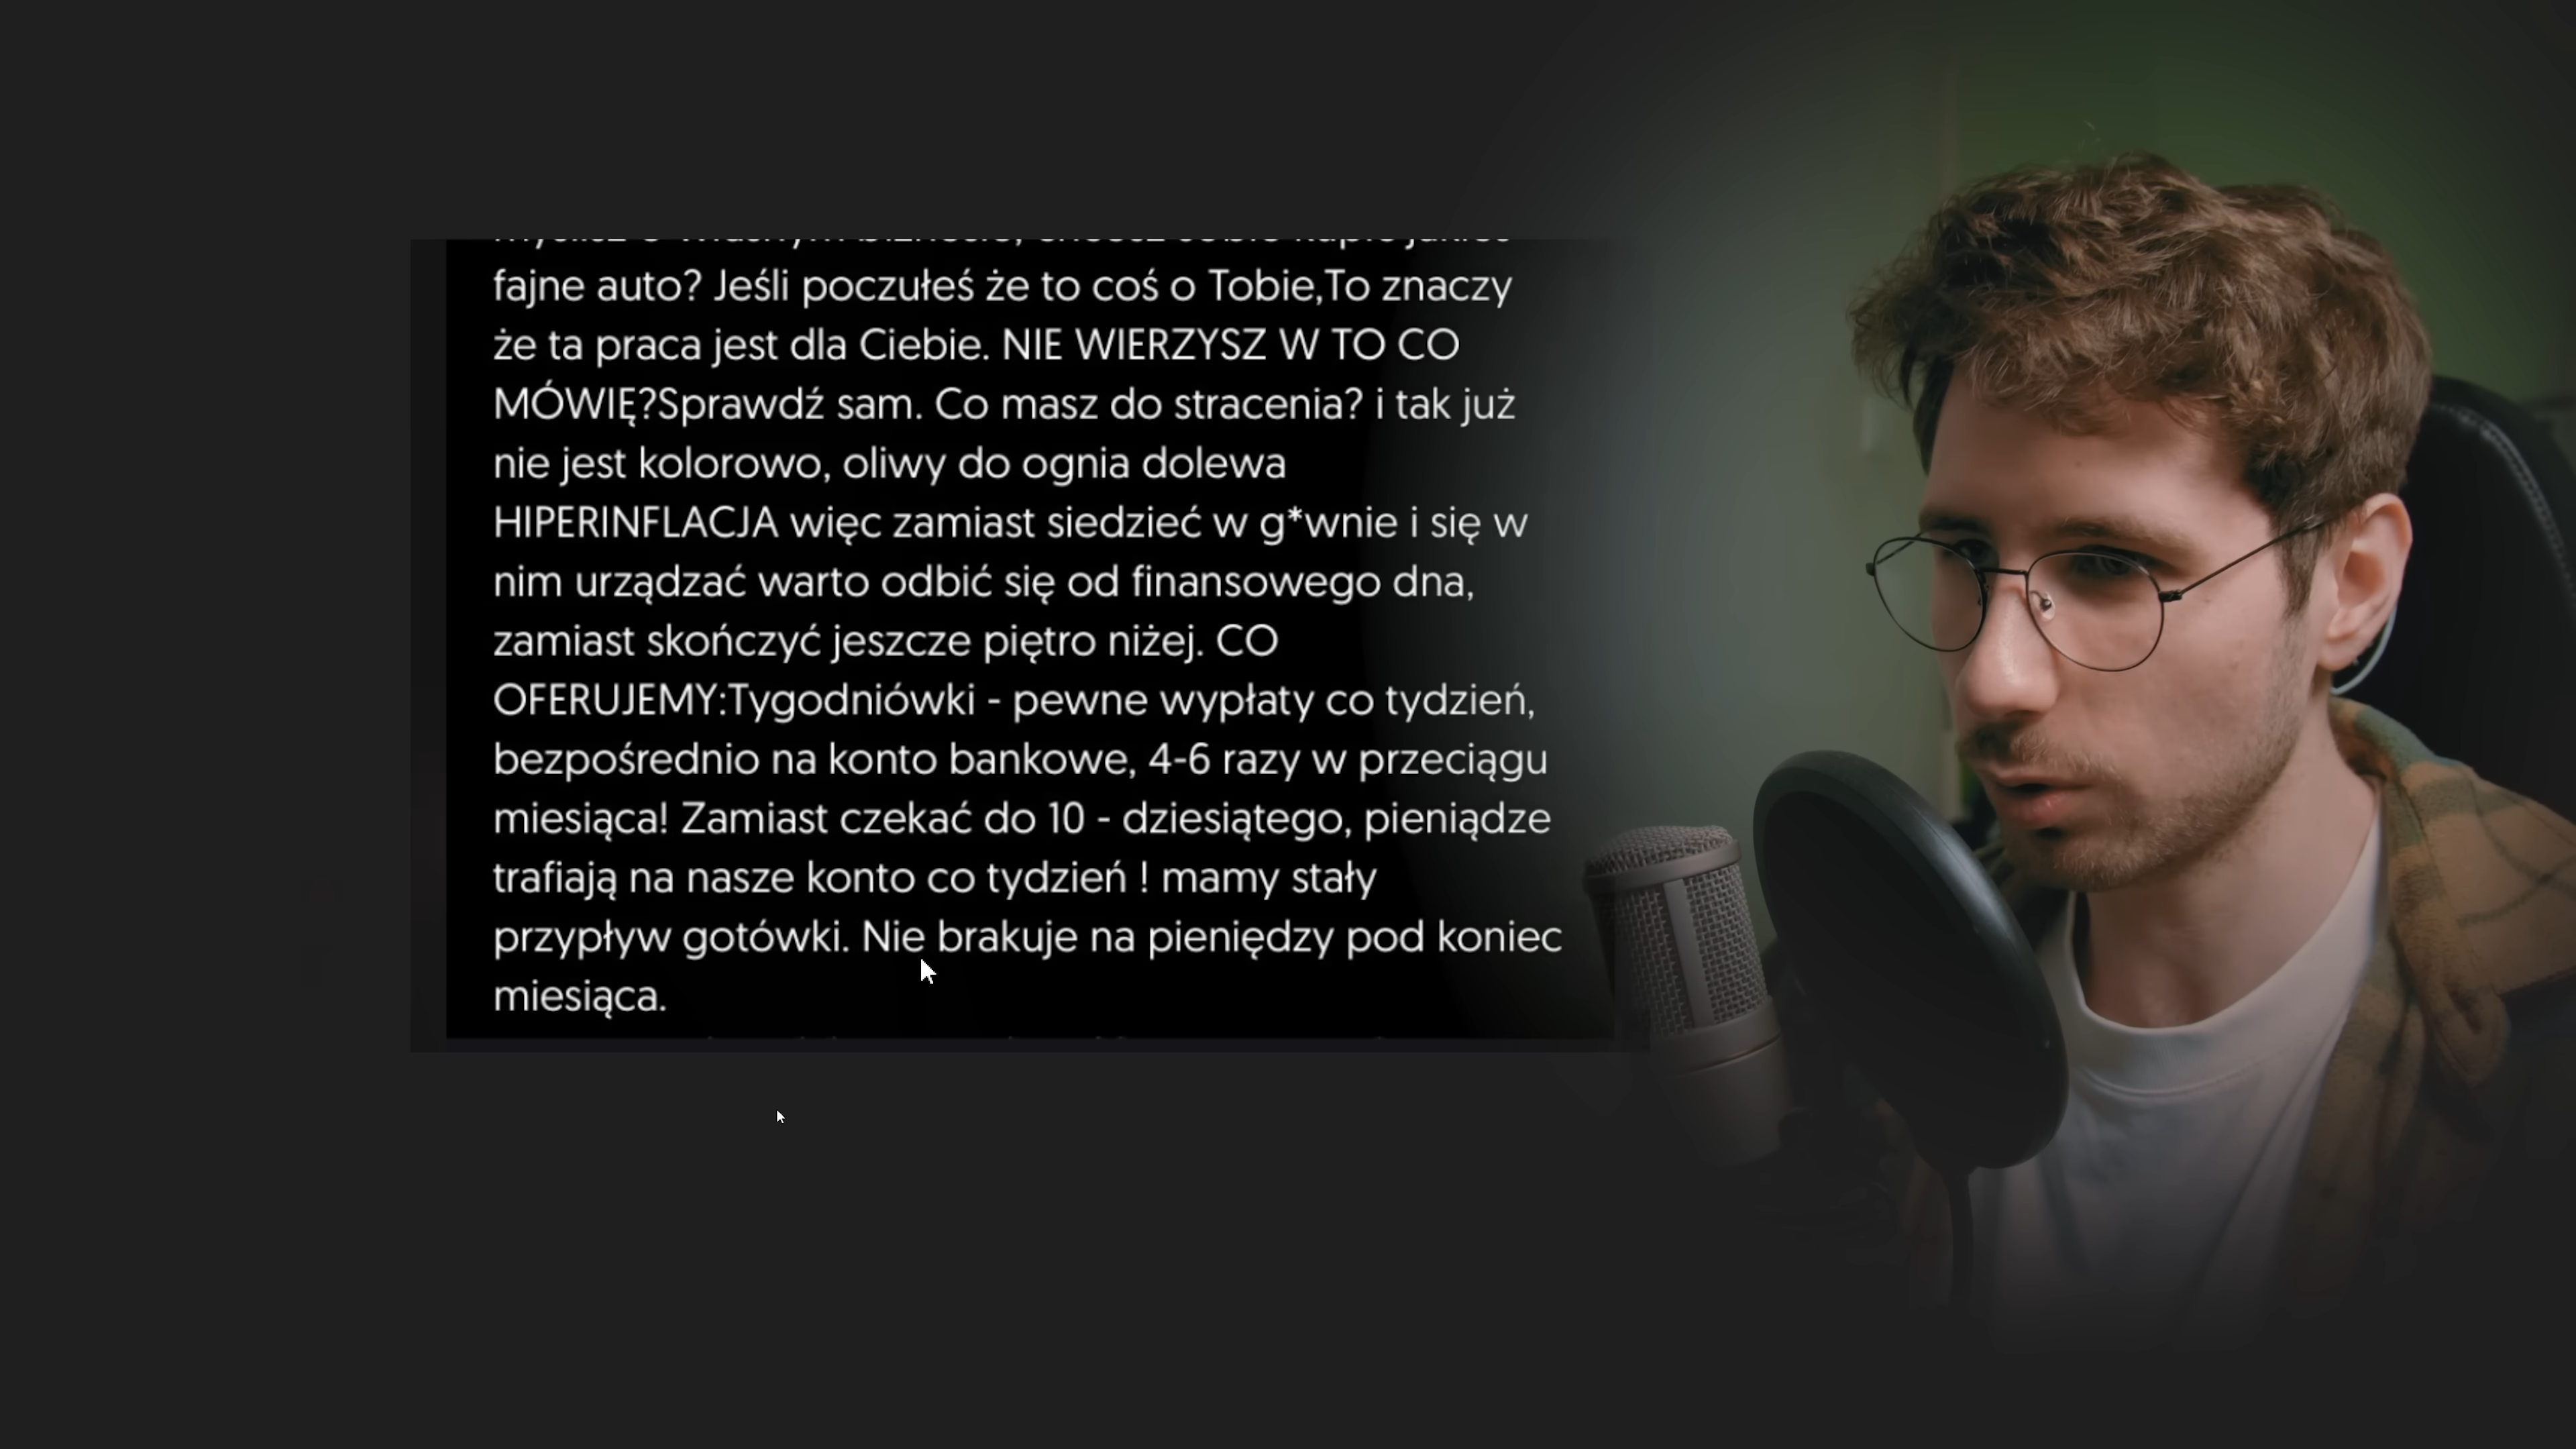 fajne auto? Jeśli poczułeś że to coś o Tobie,To znaczy
że ta praca jest dla Ciebie. NIE WIERZYSZ W TO CO
MÓWIĘ?Sprawdź sam. Co masz do stracenia? i tak już
nie jest kolorowo, oliwy do ognia dolewa
HIPERINFLACJA więc zamiast siedzieć w g*wnie i się w
nim urządzać warto odbić się od finansowego dna,
zamiast skończyć jeszcze piętro niżej. CO
OFERUJEMY:Tygodniówki - pewne wypłaty co tydzień,
bezpośrednio na konto bankowe, 4-6 razy w przeciągu
miesiąca! Zamiast czekać do 10 - dziesiątego, pieniądze
trafiają na nasze konto co tydzień ! mamy stały
przypływ gotówki. Nie brakuje na pieniędzy pod koniec
miesiąca.